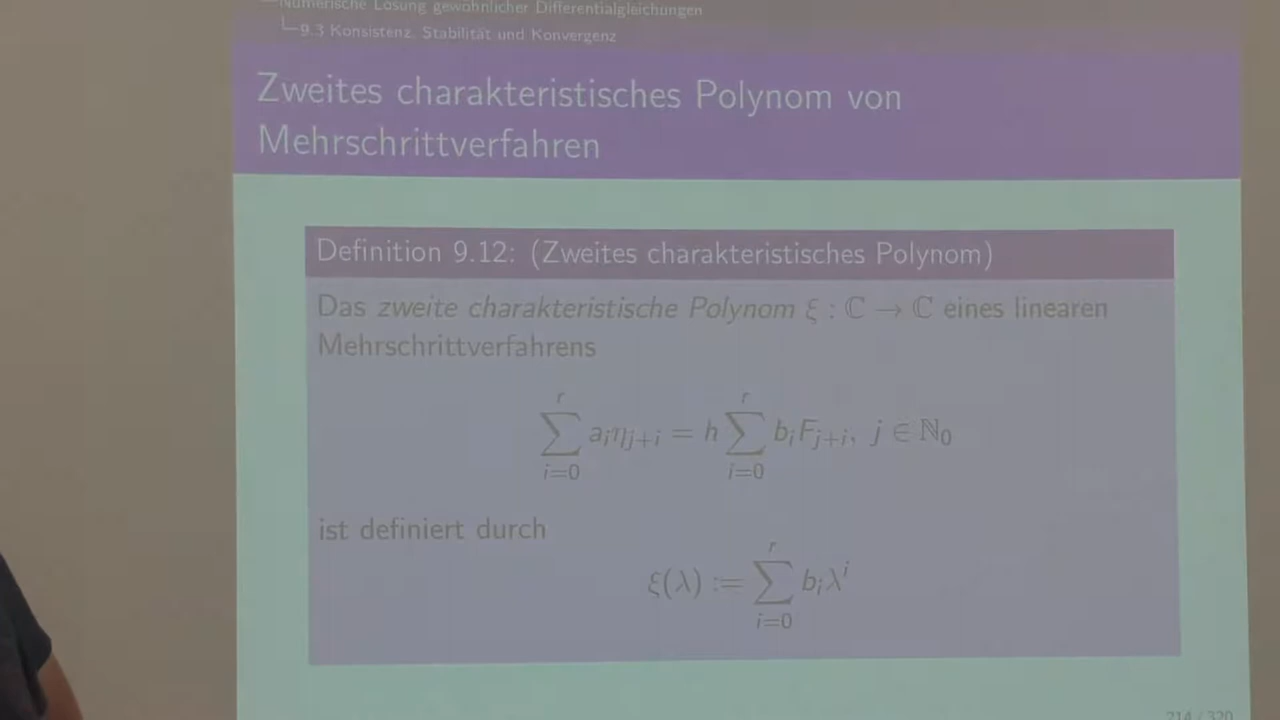 Numerische Lösung gewöhnlicher Differentialgleichungen
9.3 Konsistenz, Stabilität und Konvergenz
Zweites charakteristisches Polynom von
Mehrschrittverfahren
Definition 9.12: (Zweites charakteristisches Polynom)
Das zweite charakteristische Polynom ξ : ℂ → ℂ eines linearen
Mehrschrittverfahrens
∑_{i=0}^{r} a_i η_{j+i} = h ∑_{i=0}^{r} b_i F_{j+i}, j ∈ ℕ_0
ist definiert durch
ξ(λ) := ∑_{i=0}^{r} b_i λ^i
214 / 320